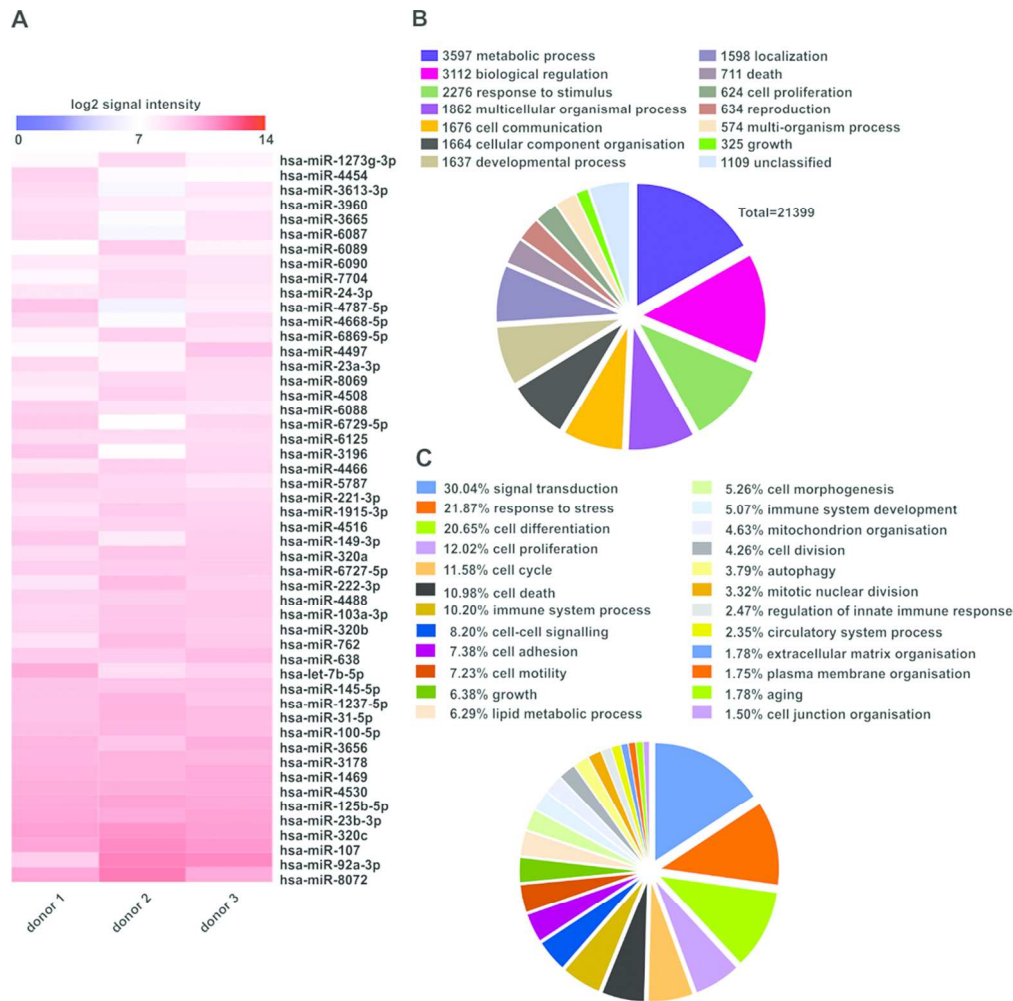 A
log2 signal intensity
0 7 14
hsa-miR-1273g-3p
hsa-miR-4454
hsa-miR-3613-3p
hsa-miR-3960
hsa-miR-3665
hsa-miR-6087
hsa-miR-6089
hsa-miR-6090
hsa-miR-7704
hsa-miR-24-3p
hsa-miR-4787-5p
hsa-miR-4668-5p
hsa-miR-6869-5p
hsa-miR-4497
hsa-miR-23a-3p
hsa-miR-8069
hsa-miR-4508
hsa-miR-6088
hsa-miR-6729-5p
hsa-miR-6125
hsa-miR-3196
hsa-miR-4466
hsa-miR-5787
hsa-miR-221-3p
hsa-miR-1915-3p
hsa-miR-4516
hsa-miR-149-3p
hsa-miR-320a
hsa-miR-6727-5p
hsa-miR-222-3p
hsa-miR-4488
hsa-miR-103a-3p
hsa-miR-320b
hsa-miR-762
hsa-miR-638
hsa-let-7b-5p
hsa-miR-145-5p
hsa-miR-1237-5p
hsa-miR-31-5p
hsa-miR-100-5p
hsa-miR-3656
hsa-miR-3178
hsa-miR-1469
hsa-miR-4530
hsa-miR-125b-5p
hsa-miR-23b-3p
hsa-miR-320c
hsa-miR-107
hsa-miR-92a-3p
hsa-miR-8072
donor 1
donor 2
donor 3
B
3597 metabolic process
3112 biological regulation
2276 response to stimulus
1862 multicellular organismal process
1676 cell communication
1664 cellular component organisation
1637 developmental process
1598 localization
711 death
624 cell proliferation
634 reproduction
574 multi-organism process
325 growth
1109 unclassified
Total=21399
C
30.04% signal transduction
21.87% response to stress
20.65% cell differentiation
12.02% cell proliferation
11.58% cell cycle
10.98% cell death
10.20% immune system process
8.20% cell-cell signalling
7.38% cell adhesion
7.23% cell motility
6.38% growth
6.29% lipid metabolic process
5.26% cell morphogenesis
5.07% immune system development
4.63% mitochondrion organisation
4.26% cell division
3.79% autophagy
3.32% mitotic nuclear division
2.47% regulation of innate immune response
2.35% circulatory system process
1.78% extracellular matrix organisation
1.75% plasma membrane organisation
1.78% aging
1.50% cell junction organisation